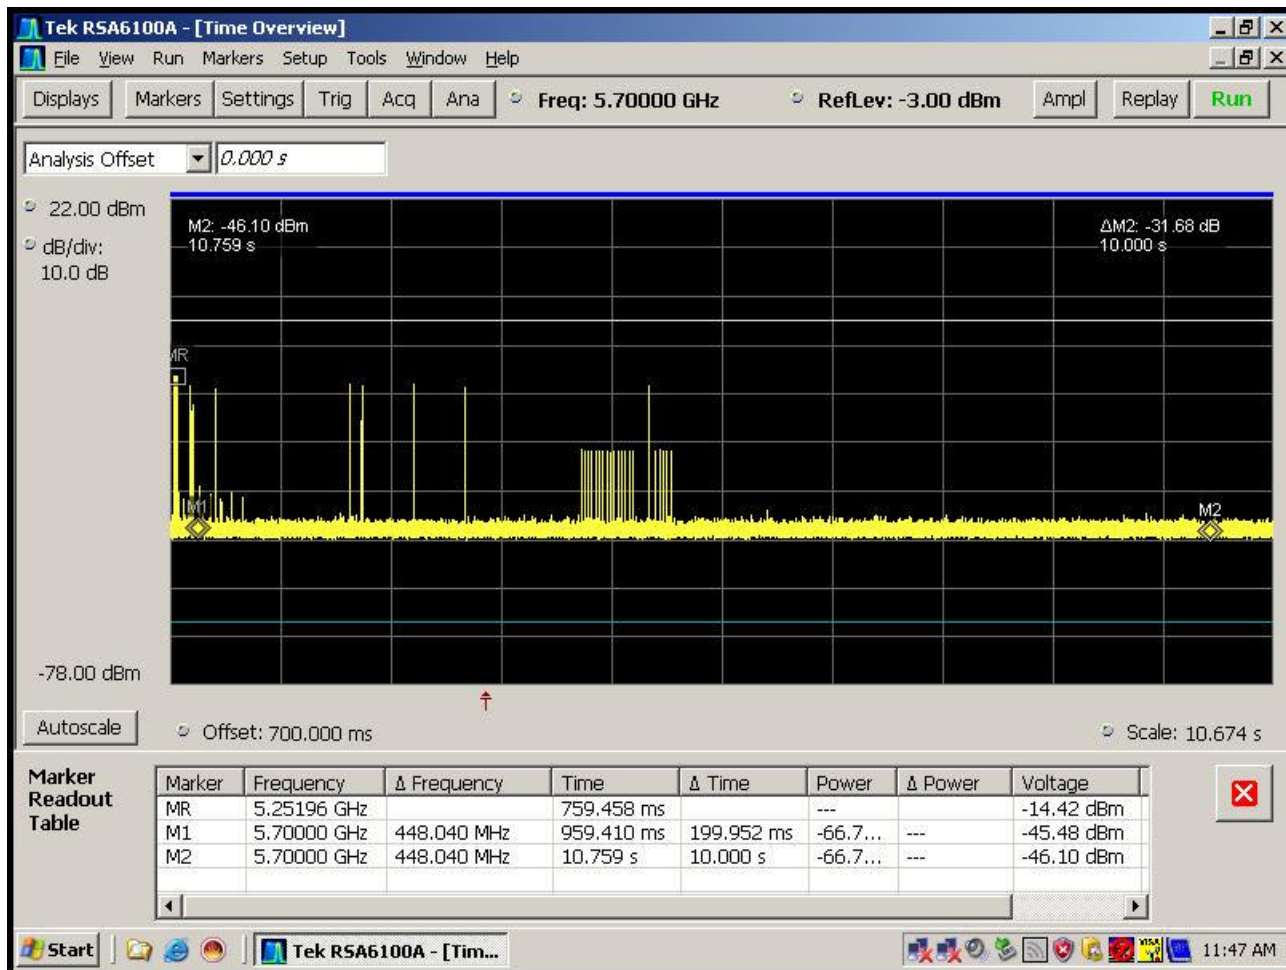 Tek RSA6100A - [Time Overview]
File View Run Markers Setup Tools Window Help
Displays Markers Settings Trig Acq Ana Freq: 5.70000 GHz RefLev: -3.00 dBm Ampl Replay Run
Analysis Offset 0.000 s
22.00 dBm
dB/div:
10.0 dB
M2: -46.10 dBm
10.759 s
ΔM2: -31.68 dB
10.000 s
MR
M1
M2
-78.00 dBm
Autoscale Offset: 700.000 ms Scale: 10.674 s
Marker Readout Table
Marker Frequency Δ Frequency Time Δ Time Power Δ Power Voltage
MR 5.25196 GHz 759.458 ms --- -14.42 dBm
M1 5.70000 GHz 448.040 MHz 959.410 ms 199.952 ms -66.7... --- -45.48 dBm
M2 5.70000 GHz 448.040 MHz 10.759 s 10.000 s -66.7... --- -46.10 dBm
Start Tek RSA6100A - [Tim... 11:47 AM